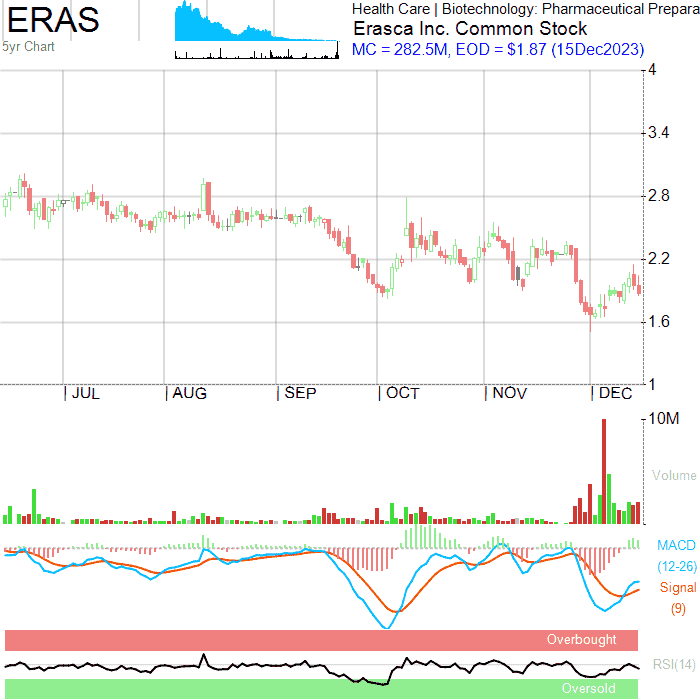 ERAS
5yr Chart
Health Care | Biotechnology: Pharmaceutical Prepara
Erasca Inc. Common Stock
MC = 282.5M, EOD = $1.87 (15Dec2023)
4
3.4
2.8
2.2
1.6
1
JUL AUG SEP OCT NOV DEC
10M
Volume
MACD
(12-26)
Signal
(9)
Overbought
RSI(14)
Oversold